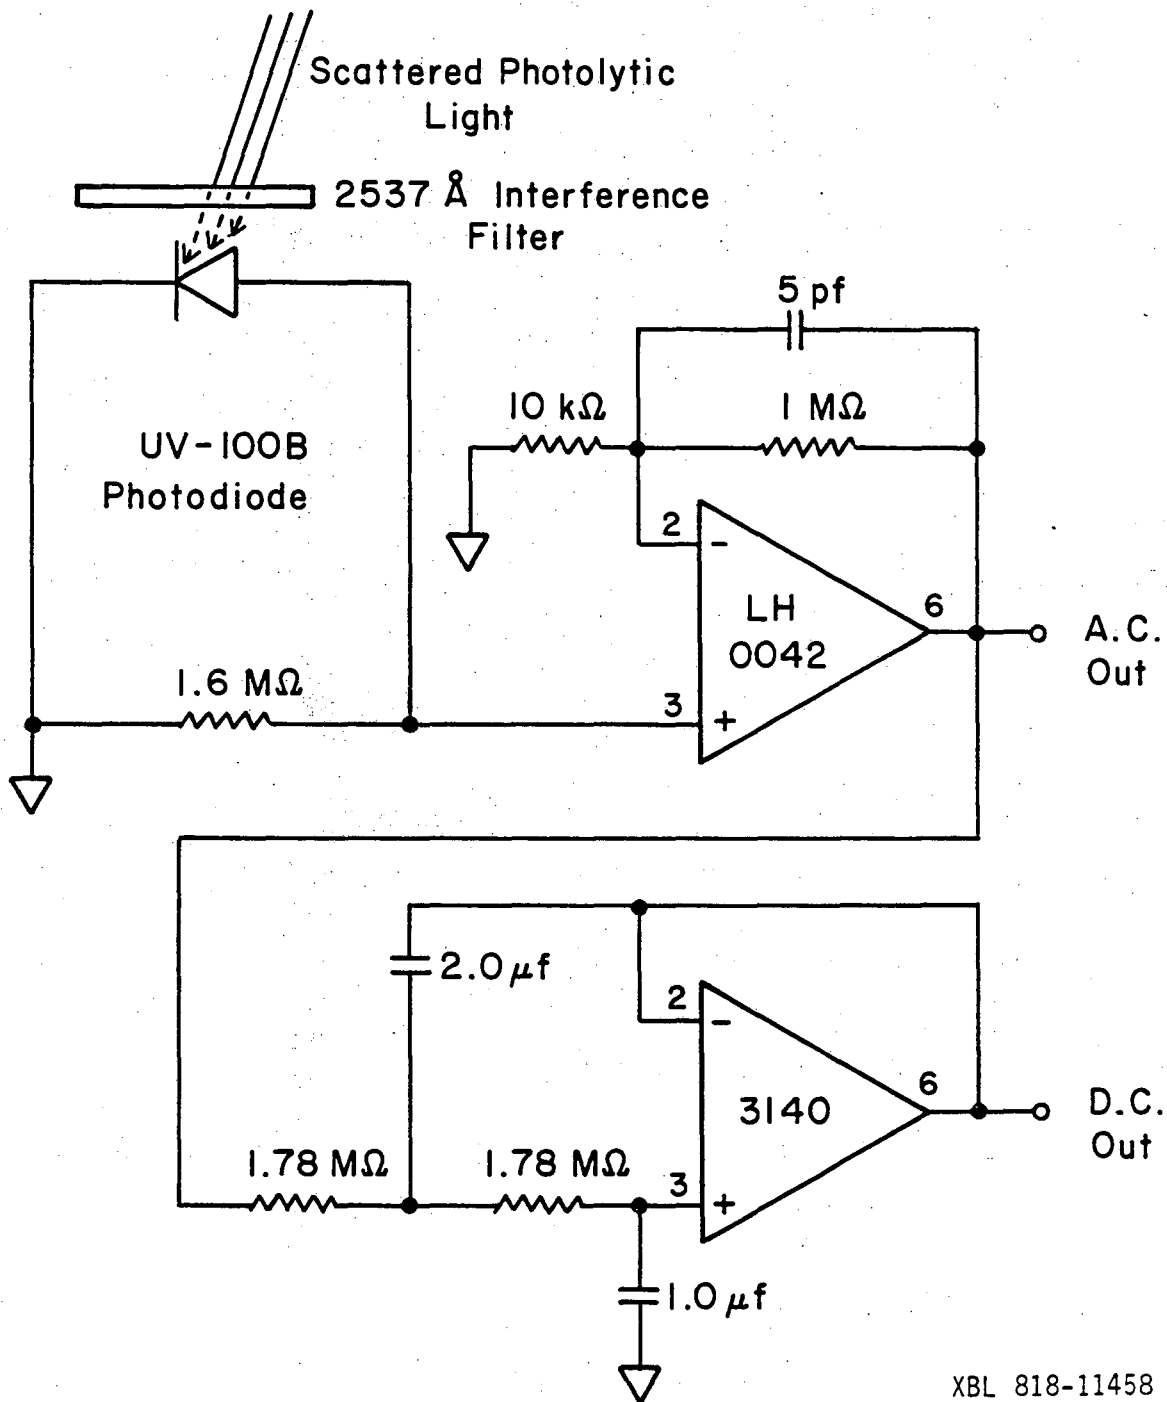 Scattered Photolytic
Light
2537 Å Interference
Filter
5 pf
10 kΩ
1 MΩ
UV-100B
Photodiode
2
-
LH
0042
6
A.C.
Out
1.6 MΩ
3
+
2.0 μf
2
-
3140
6
D.C.
Out
1.78 MΩ
1.78 MΩ
3
+
1.0 μf
XBL 818-11458